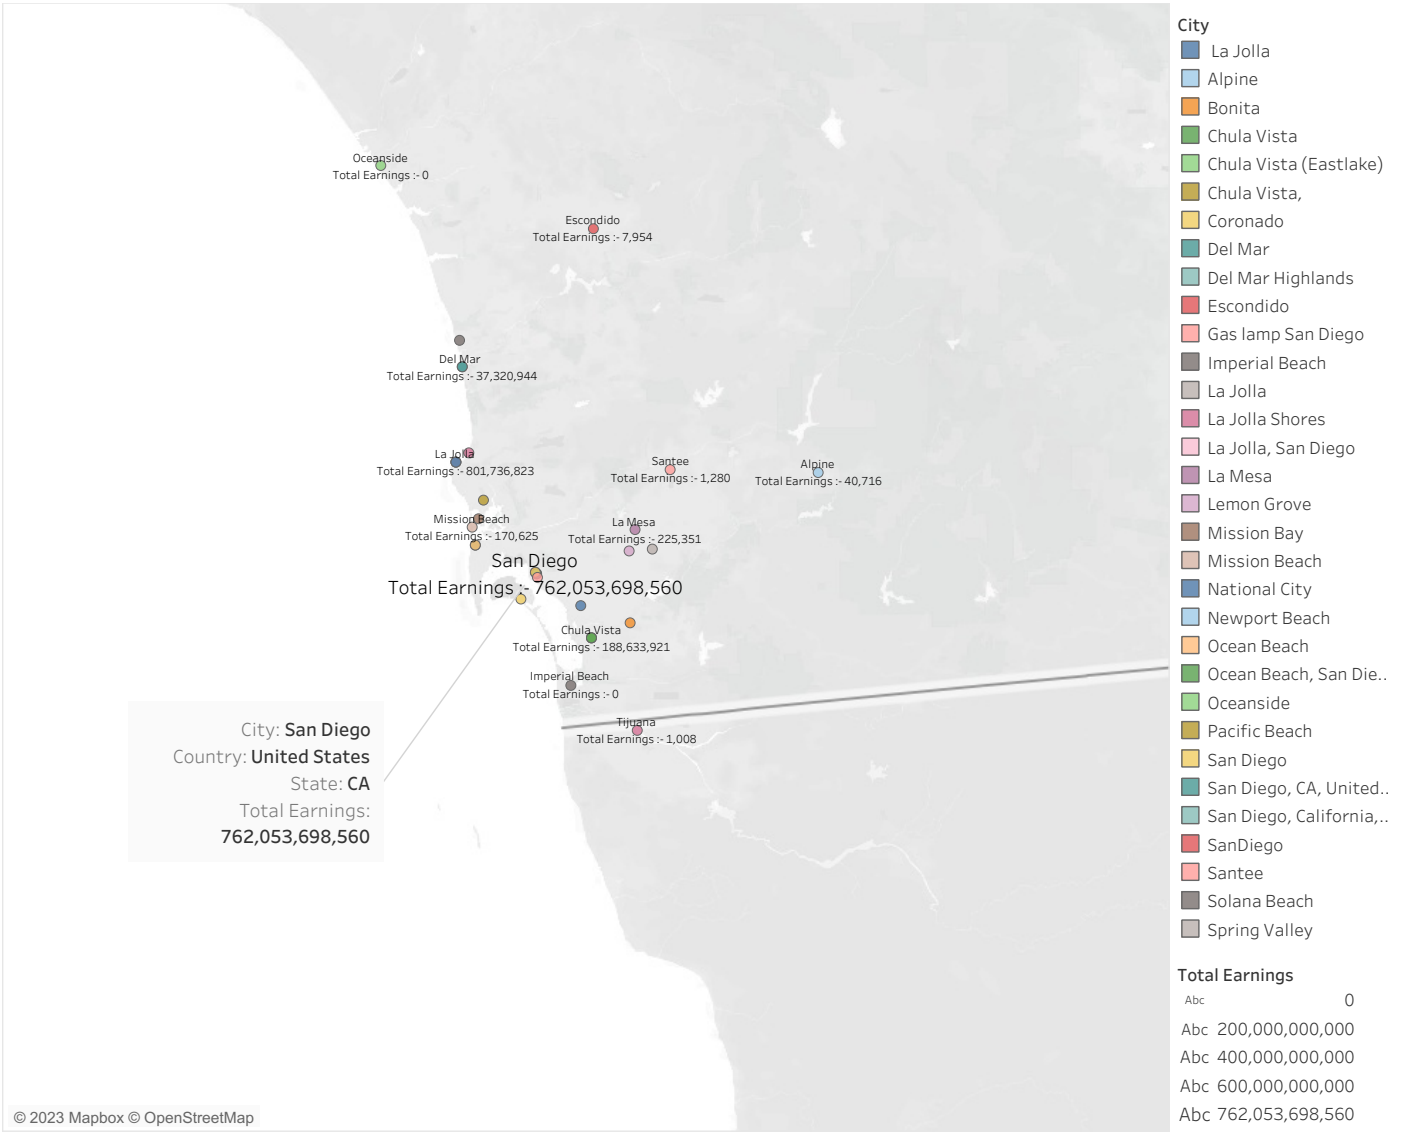 Oceanside
Total Earnings :- 0
Escondido
Total Earnings :- 7,954
Del Mar
Total Earnings :- 37,320,944
La Jolla
Total Earnings :- 801,736,823
Santee
Total Earnings :- 1,280
Alpine
Total Earnings :- 40,716
Mission Beach
Total Earnings :- 170,625
La Mesa
Total Earnings :- 225,351
San Diego
Total Earnings :- 762,053,698,560
Chula Vista
Total Earnings :- 188,633,921
Imperial Beach
Total Earnings :- 0
Tijuana
Total Earnings :- 1,008
City: San Diego
Country: United States
State: CA
Total Earnings:
762,053,698,560
© 2023 Mapbox © OpenStreetMap
City
La Jolla
Alpine
Bonita
Chula Vista
Chula Vista (Eastlake)
Chula Vista,
Coronado
Del Mar
Del Mar Highlands
Escondido
Gas lamp San Diego
Imperial Beach
La Jolla
La Jolla Shores
La Jolla, San Diego
La Mesa
Lemon Grove
Mission Bay
Mission Beach
National City
Newport Beach
Ocean Beach
Ocean Beach, San Die..
Oceanside
Pacific Beach
San Diego
San Diego, CA, United..
San Diego, California,..
SanDiego
Santee
Solana Beach
Spring Valley
Total Earnings
Abc 0
Abc 200,000,000,000
Abc 400,000,000,000
Abc 600,000,000,000
Abc 762,053,698,560